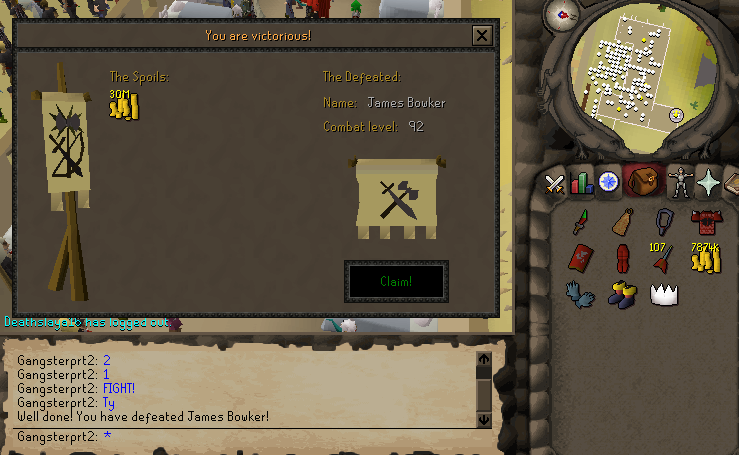 You are victorious!
The Spoils:
30M
The Defeated:
Name: James Bowker
Combat level: 92
Claim!
107
7874K
has logged out.
Gangsterprt2: 2
Gangsterprt2: 1
Gangsterprt2: FIGHT!
Gangsterprt2: Ty
Well done! You have defeated James Bowker!
Gangsterprt2: *